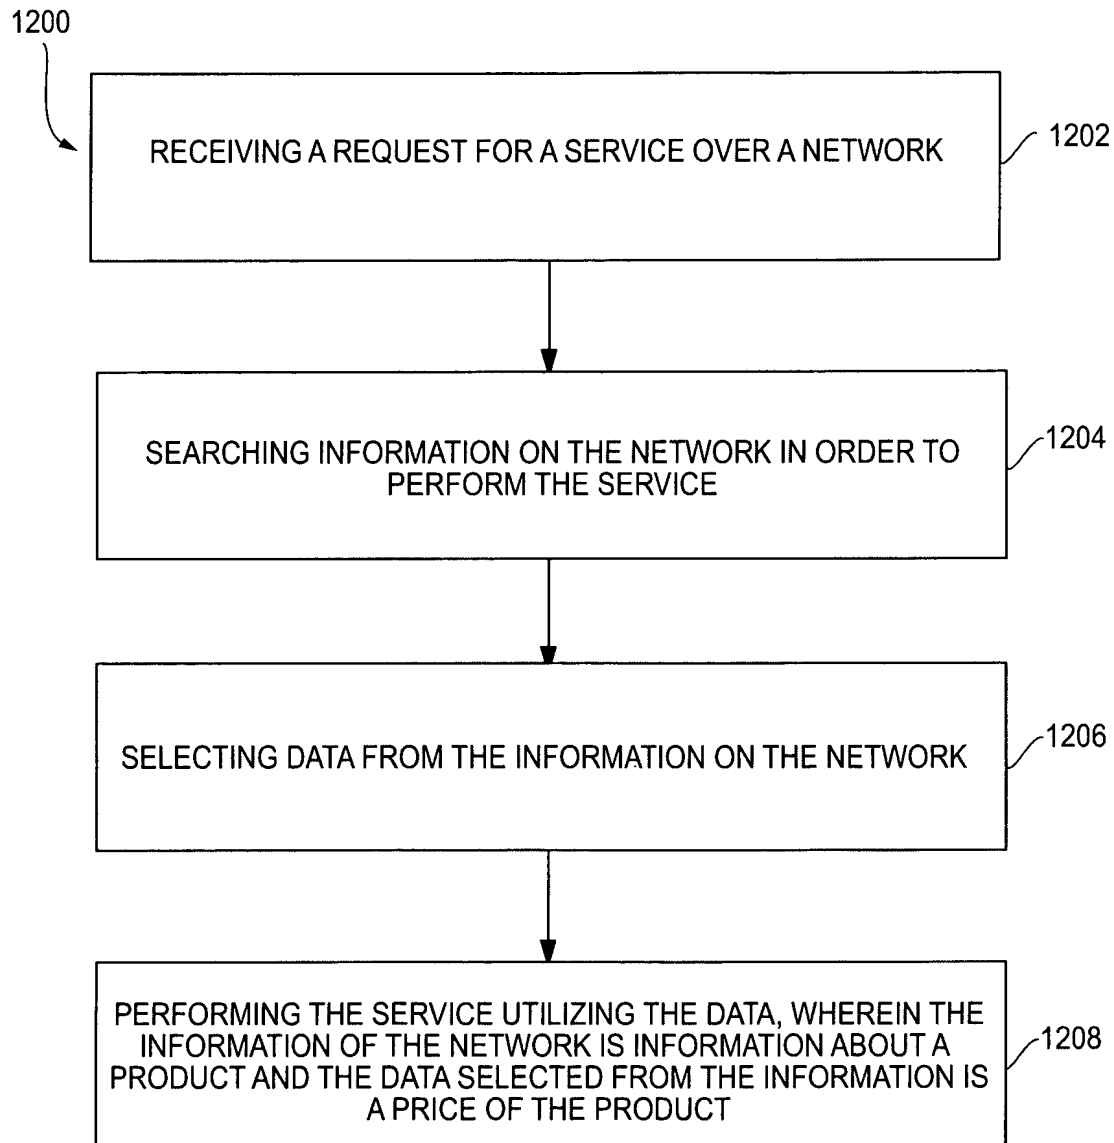 1200
RECEIVING A REQUEST FOR A SERVICE OVER A NETWORK
1202
SEARCHING INFORMATION ON THE NETWORK IN ORDER TO
PERFORM THE SERVICE
1204
SELECTING DATA FROM THE INFORMATION ON THE NETWORK
1206
PERFORMING THE SERVICE UTILIZING THE DATA, WHEREIN THE
INFORMATION OF THE NETWORK IS INFORMATION ABOUT A
PRODUCT AND THE DATA SELECTED FROM THE INFORMATION IS
A PRICE OF THE PRODUCT
1208